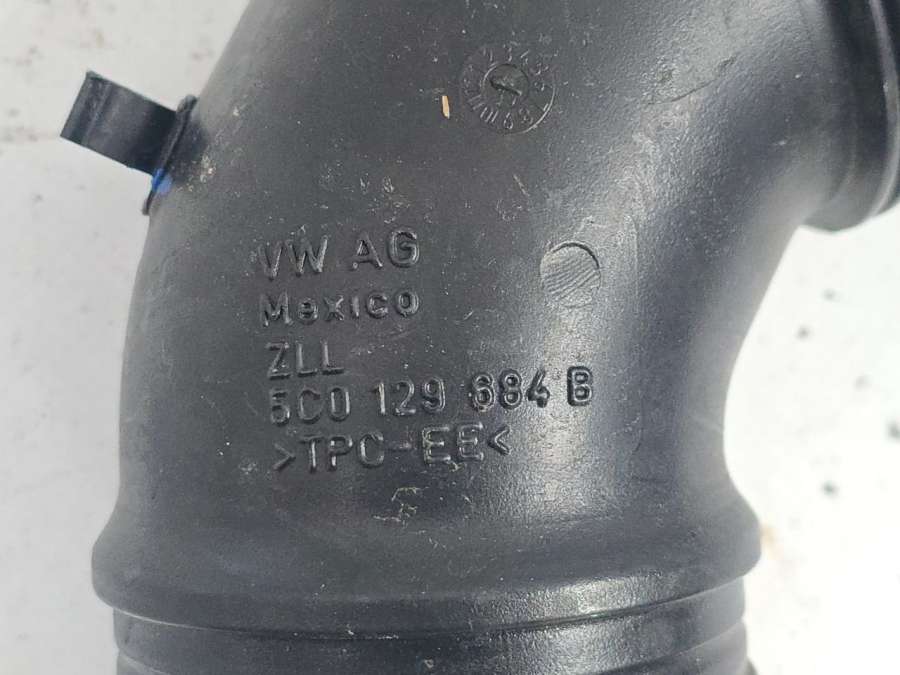 VW AG
Mexico
ZLL
5C0 129 684 B
>TPC-EE<